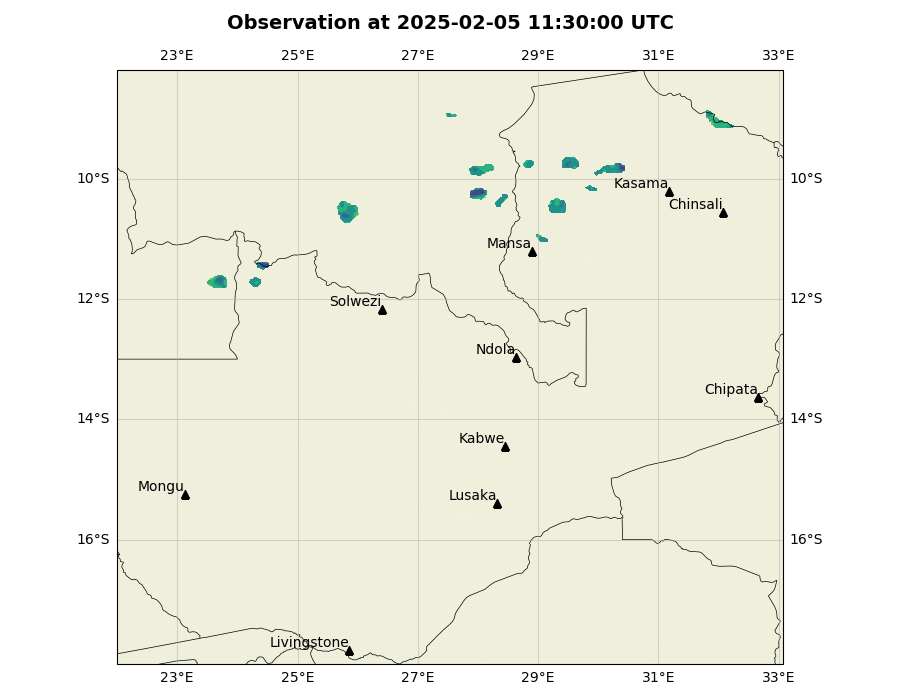 Observation at 2025-02-05 11:30:00 UTC
23°E 25°E 27°E 29°E 31°E 33°E
10°S 10°S
Kasama
Chinsali
Mansa
12°S 12°S
Solwezi
Ndola
Chipata
14°S 14°S
Kabwe
Mongu
Lusaka
16°S 16°S
Livingstone
23°E 25°E 27°E 29°E 31°E 33°E